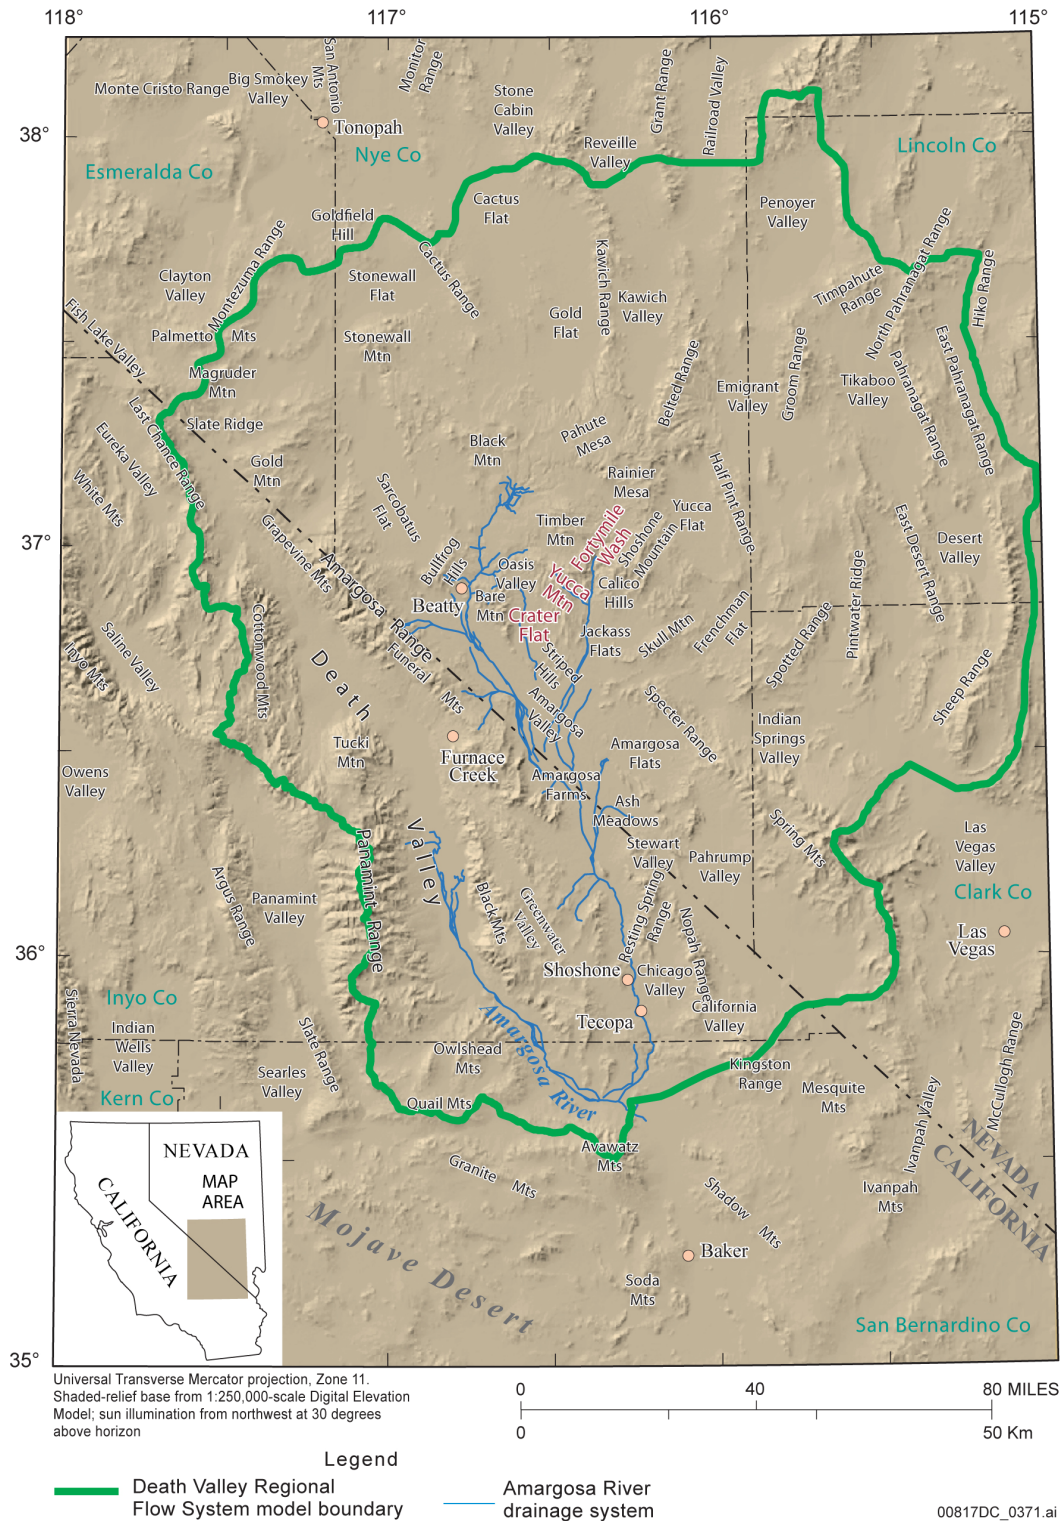 118°
117°
116°
115°
38°
37°
36°
35°
Monte Cristo Range
Big Smokey
Valley
San Antonio
Mts
Monitor
Range
Stone
Cabin
Valley
Grant Range
Railroad Valley
Tonopah
Nye Co
Esmeralda Co
Lincoln Co
Reveille
Valley
Goldfield
Hill
Cactus
Flat
Penoyer
Valley
Clayton
Valley
Montezuma Range
Stonewall
Flat
Cactus Range
Kawich Range
Kawich
Valley
Timpahute
Range
North Pahranagat Range
Hiko Range
Fish Lake Valley
Palmetto Mts
Stonewall
Mtn
Gold
Flat
Belted Range
Groom Range
Emigrant
Valley
Tikaboo
Valley
Pahranagat Range
East Pahranagat Range
Magruder
Mtn
Slate Ridge
Last Chance Range
Eureka Valley
White Mts
Gold
Mtn
Black
Mtn
Pahute
Mesa
Rainier
Mesa
Half Pint Range
Sarcobatus
Flat
Timber
Mtn
Fortymile
Wash
Shoshone
Mountain
Yucca
Flat
East Desert Range
Desert
Valley
Grapevine Mts
Amargosa Range
Bullfrog
Hills
Oasis
Valley
Yucca
Mtn
Calico
Hills
Beatty
Bare
Mtn
Crater
Flat
Jackass
Flats
Skull Mtn
Frenchman
Flat
Spotted Range
Pintwater Ridge
Sheep Range
Cottonwood Mts
Saline Valley
Inyo Mts
Funeral Mts
Striped
Hills
Amargosa
Valley
Specter Range
Indian
Springs
Valley
Death Valley
Tucki
Mtn
Furnace
Creek
Amargosa
Flats
Amargosa
Farms
Ash
Meadows
Owens
Valley
Stewart
Valley
Pahrump
Valley
Spring Mts
Las
Vegas
Valley
Clark Co
Las
Vegas
Panamint Range
Argus Range
Panamint
Valley
Black Mts
Greenwater
Valley
Resting Spring
Range
Nopah Range
Shoshone
Chicago
Valley
Tecopa
California
Valley
Inyo Co
Sierra Nevada
Indian
Wells
Valley
Kern Co
Slate Range
Searles
Valley
Owlshead
Mts
Amargosa River
Quail Mts
Kingston
Range
Mesquite
Mts
Ivanpah Valley
McCullogh Range
NEVADA
CALIFORNIA
Avawatz
Mts
Granite Mts
Shadow Mts
Ivanpah
Mts
Mojave Desert
Baker
Soda
Mts
San Bernardino Co
NEVADA
MAP
AREA
CALIFORNIA
Universal Transverse Mercator projection, Zone 11.
Shaded-relief base from 1:250,000-scale Digital Elevation
Model; sun illumination from northwest at 30 degrees
above horizon
0 40 80 MILES
0 50 Km
Legend
Death Valley Regional
Flow System model boundary
Amargosa River
drainage system
00817DC_0371.ai